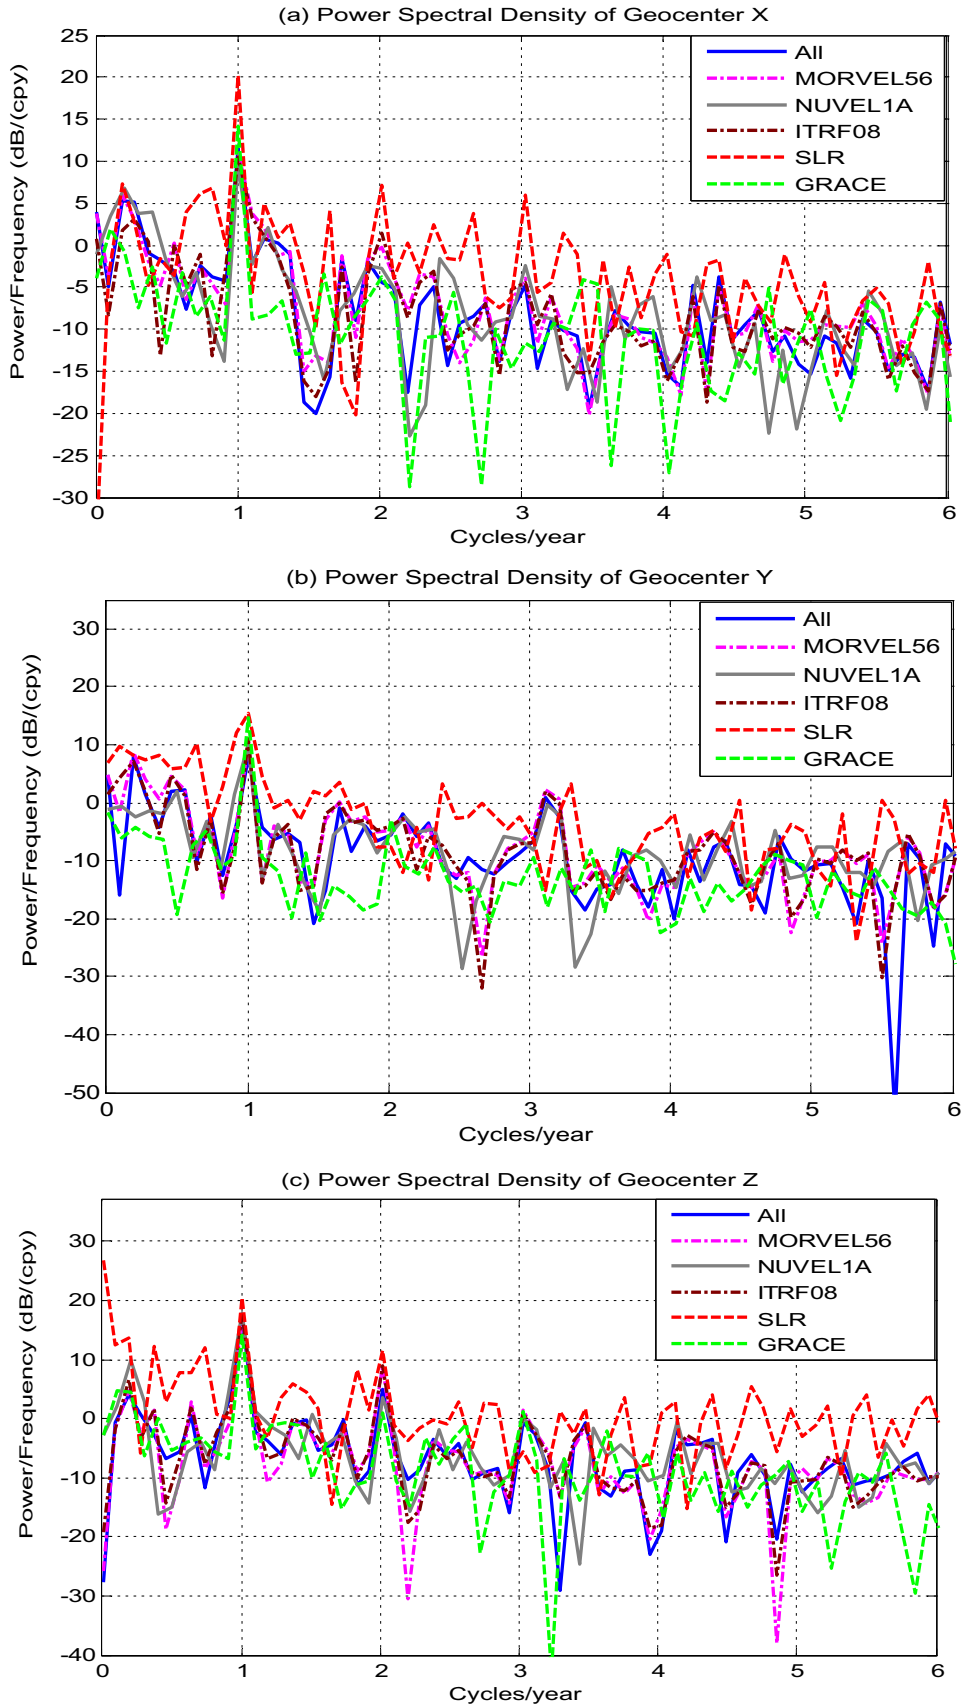 (a) Power Spectral Density of Geocenter X
Power/Frequency (dB/(cpy)
25
20
15
10
5
0
-5
-10
-15
-20
-25
-30
All
MORVEL56
NUVEL1A
ITRF08
SLR
GRACE
0 1 2 3 4 5 6
Cycles/year
(b) Power Spectral Density of Geocenter Y
Power/Frequency (dB/(cpy)
30
20
10
0
-10
-20
-30
-40
-50
All
MORVEL56
NUVEL1A
ITRF08
SLR
GRACE
0 1 2 3 4 5 6
Cycles/year
(c) Power Spectral Density of Geocenter Z
Power/Frequency (dB/(cpy)
30
20
10
0
-10
-20
-30
-40
All
MORVEL56
NUVEL1A
ITRF08
SLR
GRACE
0 1 2 3 4 5 6
Cycles/year